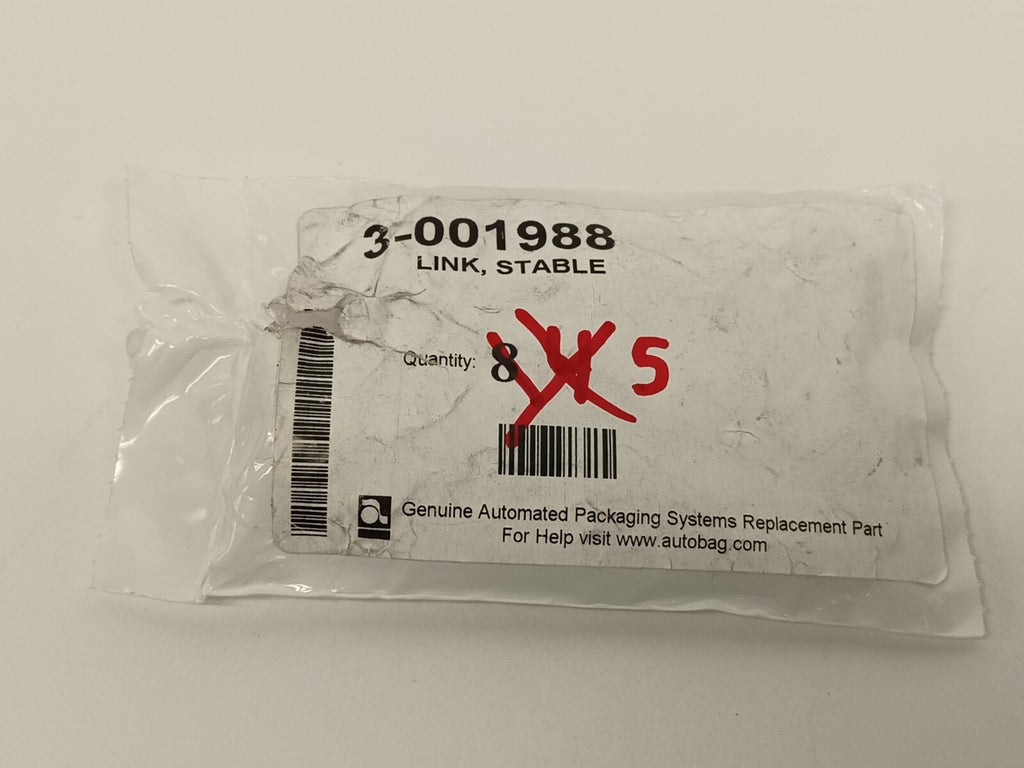 3-001988
LINK, STABLE
Quantity: 8 4 5
Genuine Automated Packaging Systems Replacement Part
For Help visit www.autobag.com